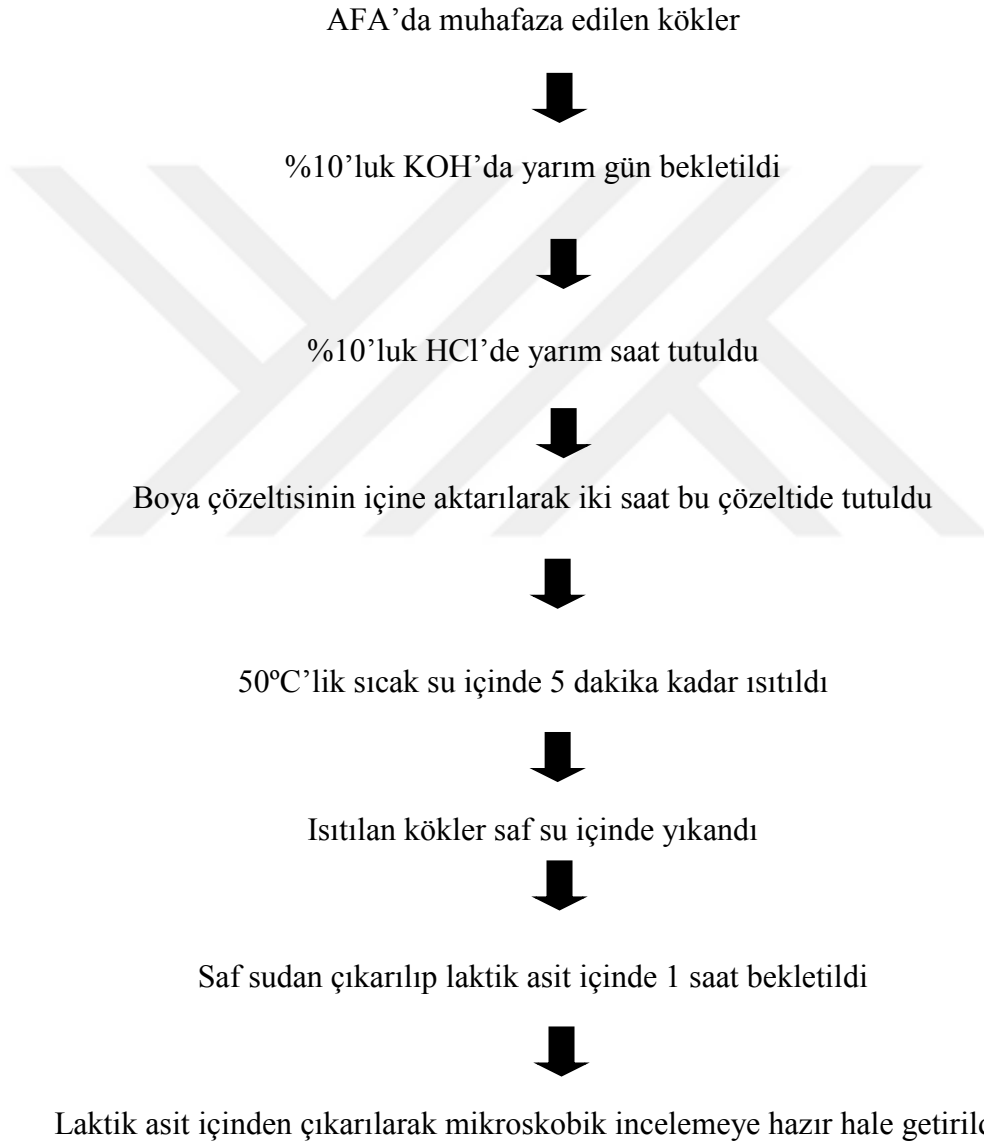 AFA’da muhafaza edilen kökler
%10’luk KOH’da yarım gün bekletildi
%10’luk HCl’de yarım saat tutuldu
Boya çözeltisinin içine aktarılarak iki saat bu çözeltide tutuldu
50ºC’lik sıcak su içinde 5 dakika kadar ısıtıldı
Isıtılan kökler saf su içinde yıkandı
Saf sudan çıkarılıp laktik asit içinde 1 saat bekletildi
Laktik asit içinden çıkarılarak mikroskobik incelemeye hazır hale getirild